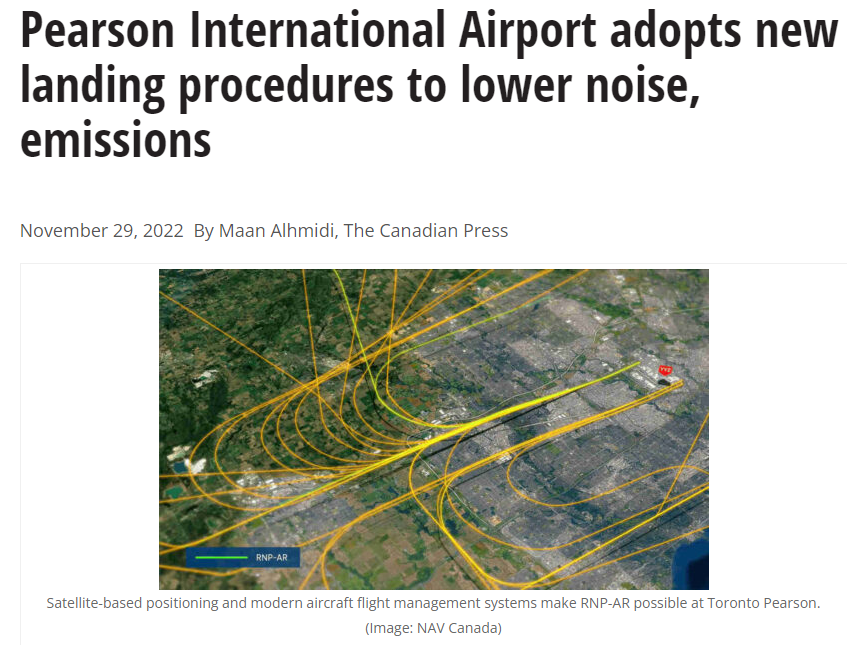 Pearson International Airport adopts new
landing procedures to lower noise,
emissions
November 29, 2022 By Maan Alhmidi, The Canadian Press
YYZ
RNP-AR
Satellite-based positioning and modern aircraft flight management systems make RNP-AR possible at Toronto Pearson.
(Image: NAV Canada)